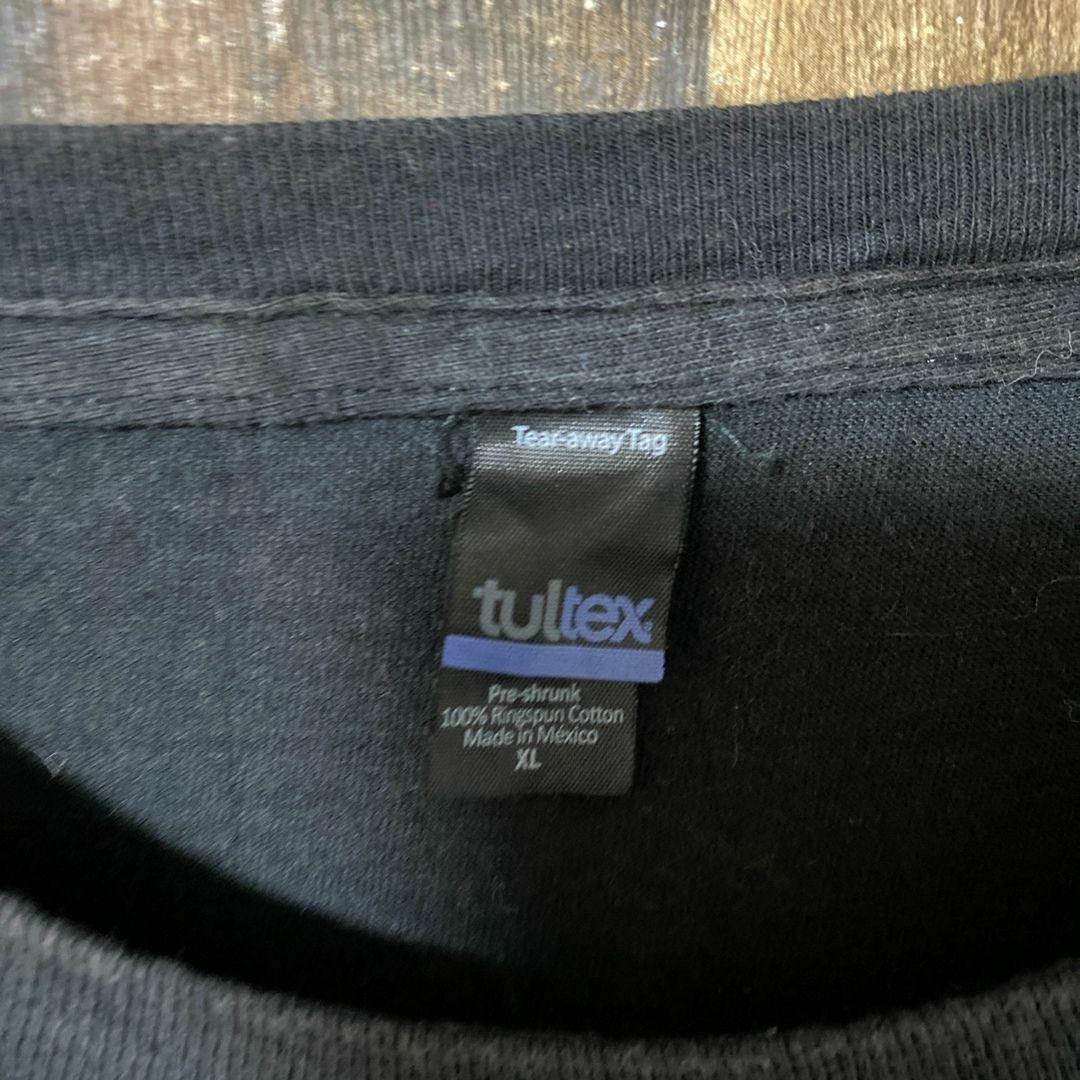 Tear-away Tag
tultex
Pre-shrunk
100% Ringspun Cotton
Made in México
XL